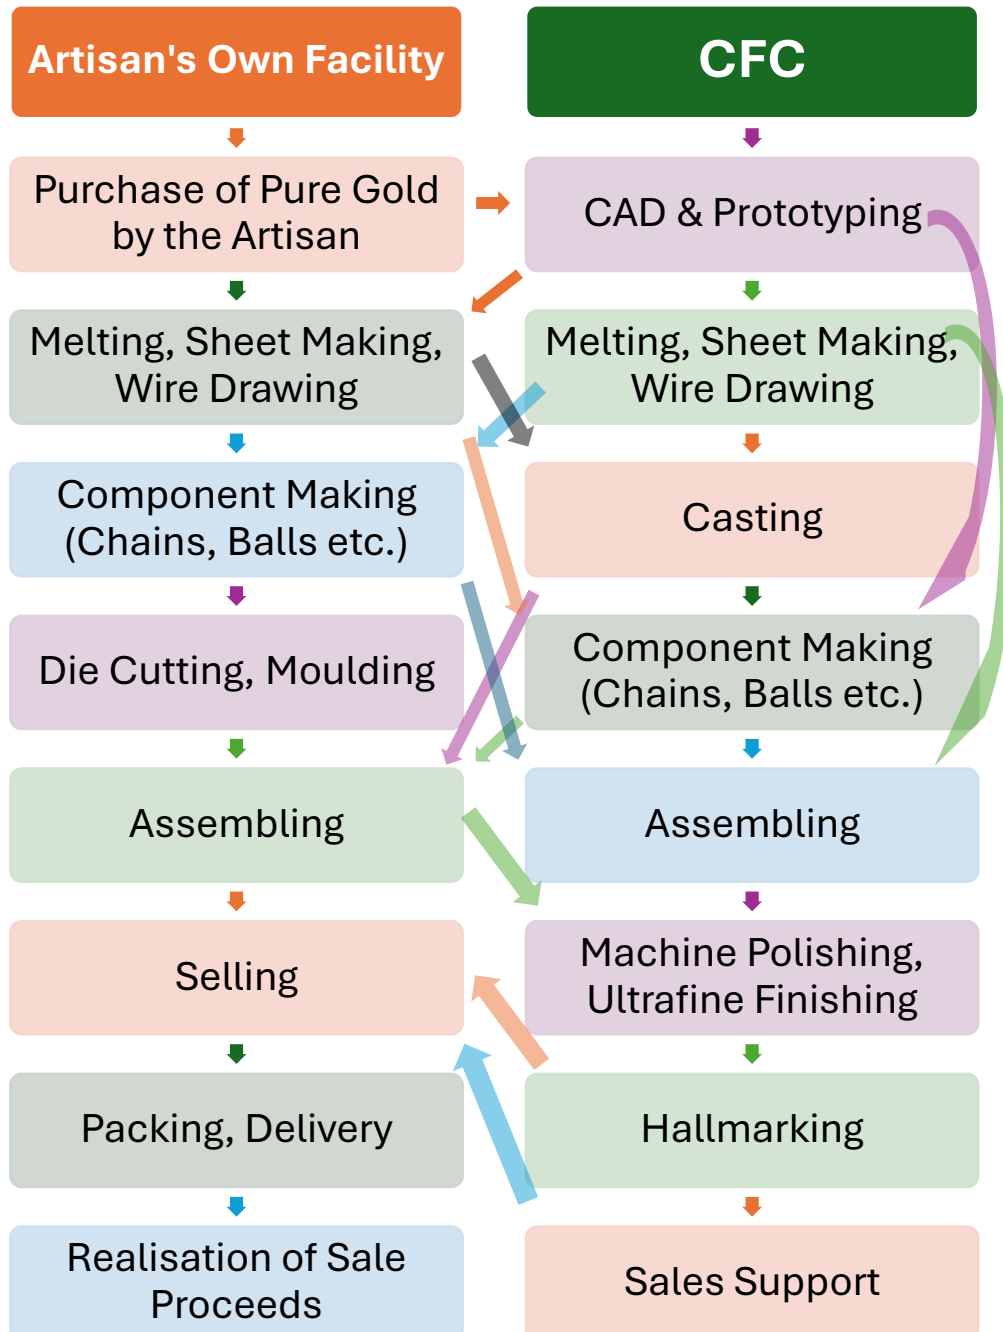 Artisan's Own Facility
CFC
Purchase of Pure Gold
by the Artisan
CAD & Prototyping
Melting, Sheet Making,
Wire Drawing
Melting, Sheet Making,
Wire Drawing
Component Making
(Chains, Balls etc.)
Casting
Die Cutting, Moulding
Component Making
(Chains, Balls etc.)
Assembling
Assembling
Selling
Machine Polishing,
Ultrafine Finishing
Packing, Delivery
Hallmarking
Realisation of Sale
Proceeds
Sales Support